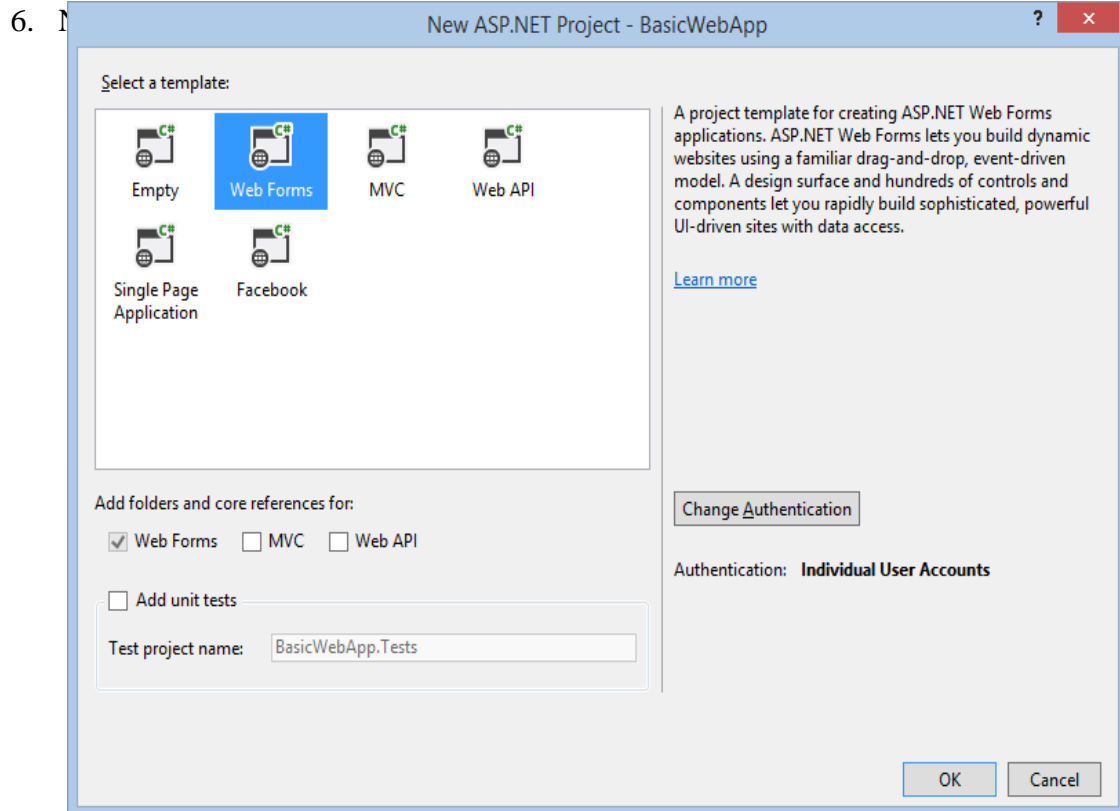 6.
New ASP.NET Project - BasicWebApp
?
x
Select a template:
C#
C#
C#
C#
Empty
Web Forms
MVC
Web API
C#
C#
Single Page
Application
Facebook
A project template for creating ASP.NET Web Forms
applications. ASP.NET Web Forms lets you build dynamic
websites using a familiar drag-and-drop, event-driven
model. A design surface and hundreds of controls and
components let you rapidly build sophisticated, powerful
UI-driven sites with data access.
Learn more
Add folders and core references for:
Web Forms
MVC
Web API
Add unit tests
Test project name:
BasicWebApp.Tests
Change Authentication
Authentication: Individual User Accounts
OK
Cancel